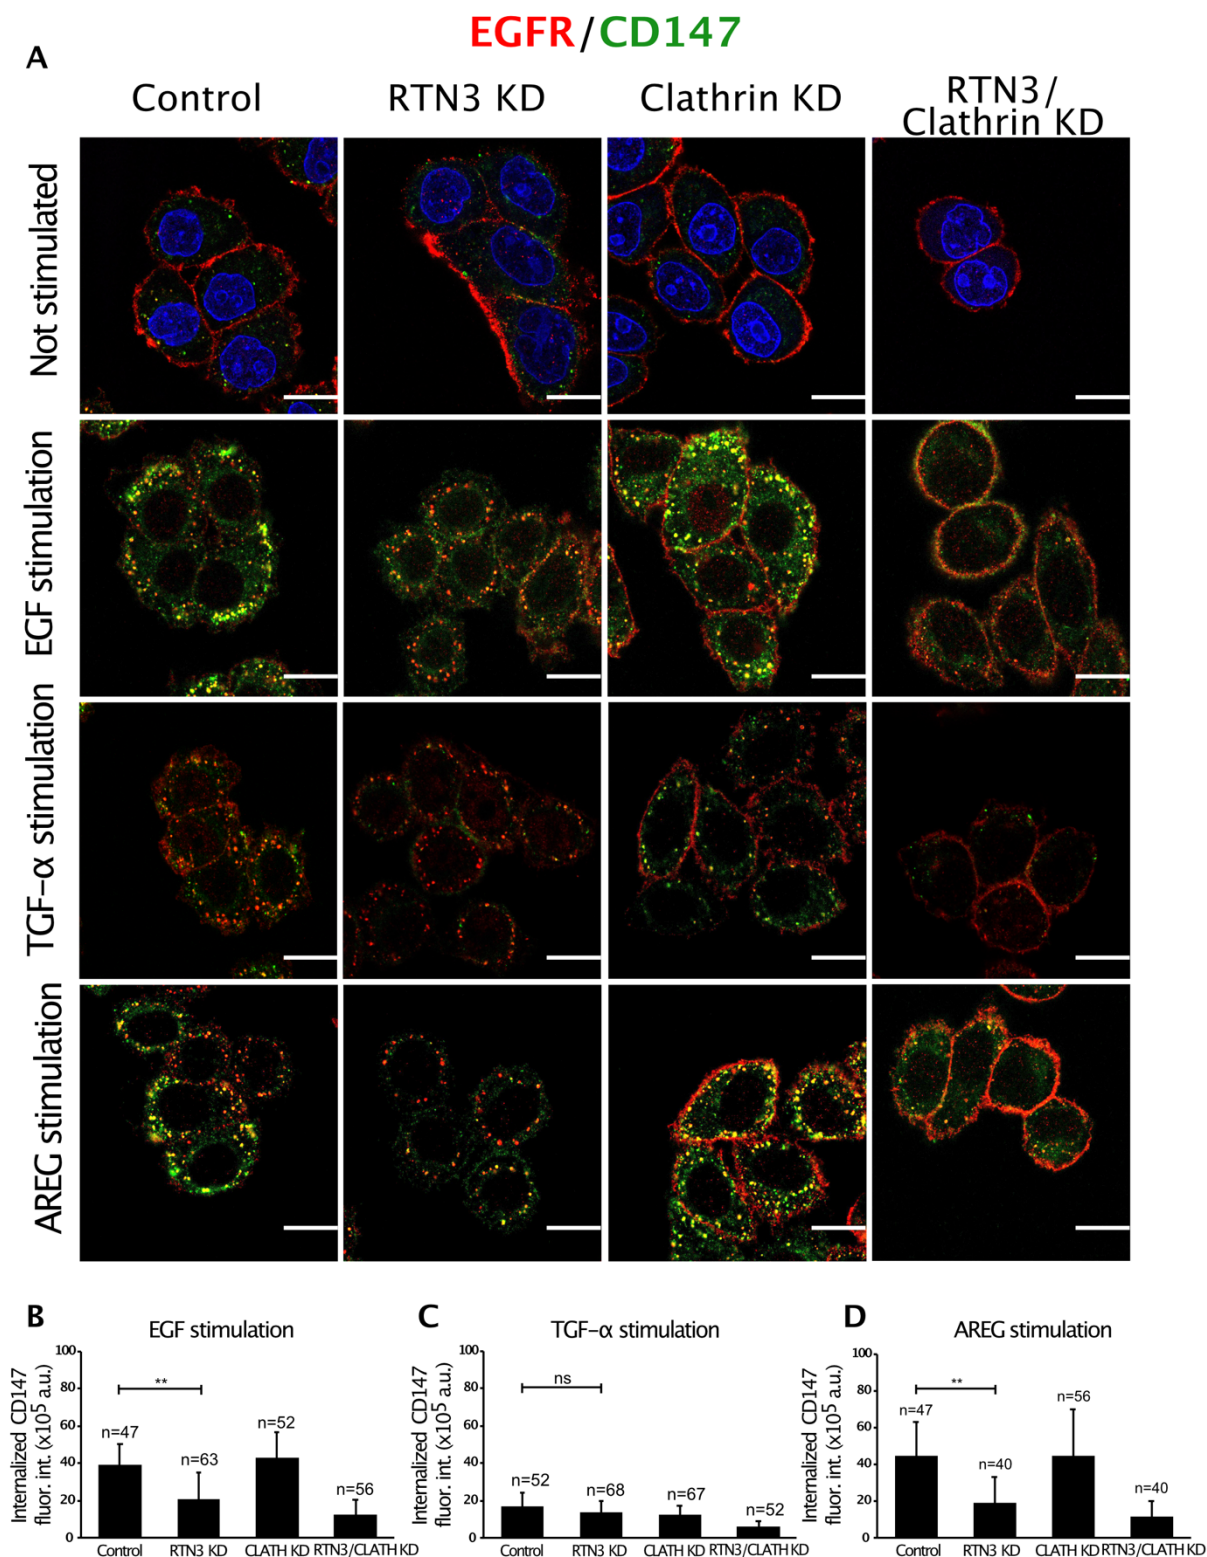 EGFR/CD147
A
Control
RTN3 KD
Clathrin KD
RTN3/
Clathrin KD
Not stimulated
EGF stimulation
TGF-α stimulation
AREG stimulation
B
EGF stimulation
Internalized CD147
fluor. int. (x10⁵ a.u.)
100
80
60
40
20
0
**
n=47
n=63
n=52
n=56
Control
RTN3 KD
CLATH KD
RTN3/CLATH KD
C
TGF-α stimulation
Internalized CD147
fluor. int. (x10⁵ a.u.)
100
80
60
40
20
0
ns
n=52
n=68
n=67
n=52
Control
RTN3 KD
CLATH KD
RTN3/CLATH KD
D
AREG stimulation
Internalized CD147
fluor. int. (x10⁵ a.u.)
100
80
60
40
20
0
**
n=47
n=40
n=56
n=40
Control
RTN3 KD
CLATH KD
RTN3/CLATH KD